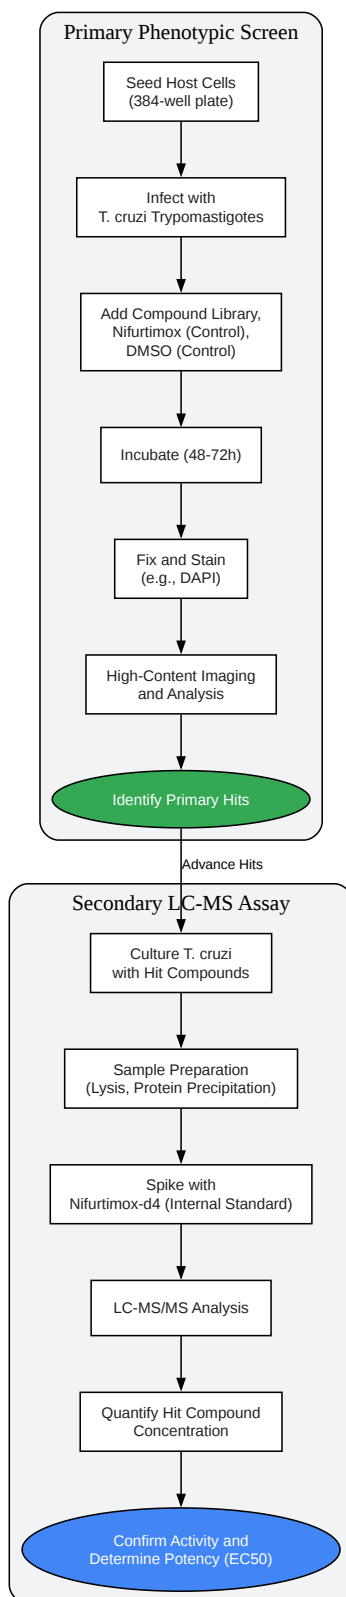 Primary Phenotypic Screen
Seed Host Cells
(384-well plate)
Infect with
T. cruzi Trypomastigotes
Add Compound Library,
Nifurtimox (Control),
DMSO (Control)
Incubate (48-72h)
Fix and Stain
(e.g., DAPI)
High-Content Imaging
and Analysis
Identify Primary Hits
Advance Hits
Secondary LC-MS Assay
Culture T. cruzi
with Hit Compounds
Sample Preparation
(Lysis, Protein Precipitation)
Spike with
Nifurtimox-d4 (Internal Standard)
LC-MS/MS Analysis
Quantify Hit Compound
Concentration
Confirm Activity and
Determine Potency (EC50)